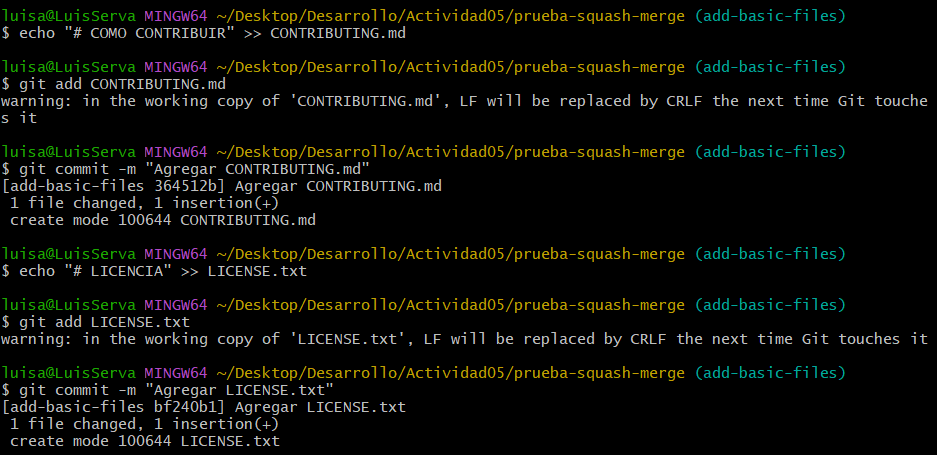 luisa@LuisServa MINGW64 ~/Desktop/Desarrollo/Actividad05/prueba-squash-merge (add-basic-files)
$ echo "# COMO CONTRIBUIR" >> CONTRIBUTING.md
luisa@LuisServa MINGW64 ~/Desktop/Desarrollo/Actividad05/prueba-squash-merge (add-basic-files)
$ git add CONTRIBUTING.md
warning: in the working copy of 'CONTRIBUTING.md', LF will be replaced by CRLF the next time Git touche
s it
luisa@LuisServa MINGW64 ~/Desktop/Desarrollo/Actividad05/prueba-squash-merge (add-basic-files)
$ git commit -m "Agregar CONTRIBUTING.md"
[add-basic-files 364512b] Agregar CONTRIBUTING.md
 1 file changed, 1 insertion(+)
 create mode 100644 CONTRIBUTING.md
luisa@LuisServa MINGW64 ~/Desktop/Desarrollo/Actividad05/prueba-squash-merge (add-basic-files)
$ echo "# LICENCIA" >> LICENSE.txt
luisa@LuisServa MINGW64 ~/Desktop/Desarrollo/Actividad05/prueba-squash-merge (add-basic-files)
$ git add LICENSE.txt
warning: in the working copy of 'LICENSE.txt', LF will be replaced by CRLF the next time Git touches it
luisa@LuisServa MINGW64 ~/Desktop/Desarrollo/Actividad05/prueba-squash-merge (add-basic-files)
$ git commit -m "Agregar LICENSE.txt"
[add-basic-files bf240b1] Agregar LICENSE.txt
 1 file changed, 1 insertion(+)
 create mode 100644 LICENSE.txt